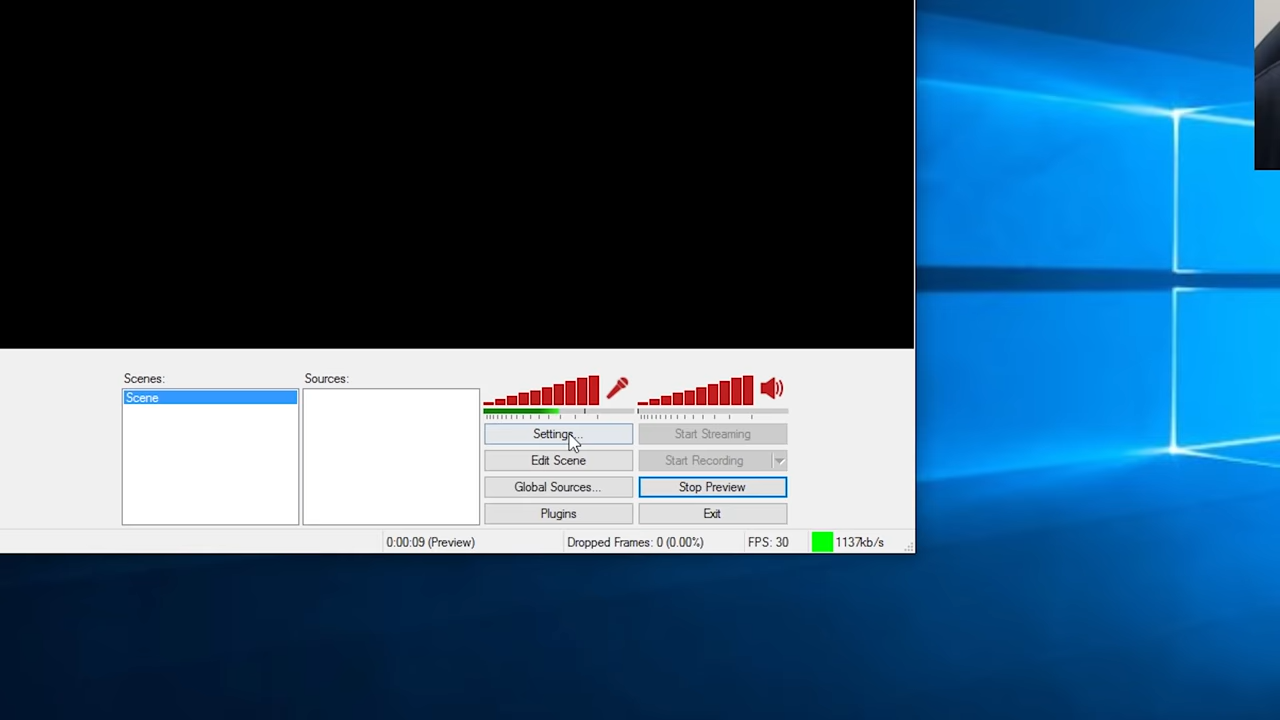 Scenes:
Sources:
Scene
Settings...
Start Streaming
Edit Scene
Start Recording
Global Sources...
Stop Preview
Plugins
Exit
0:00:09 (Preview)
Dropped Frames: 0 (0.00%)
FPS: 30
1137kb/s